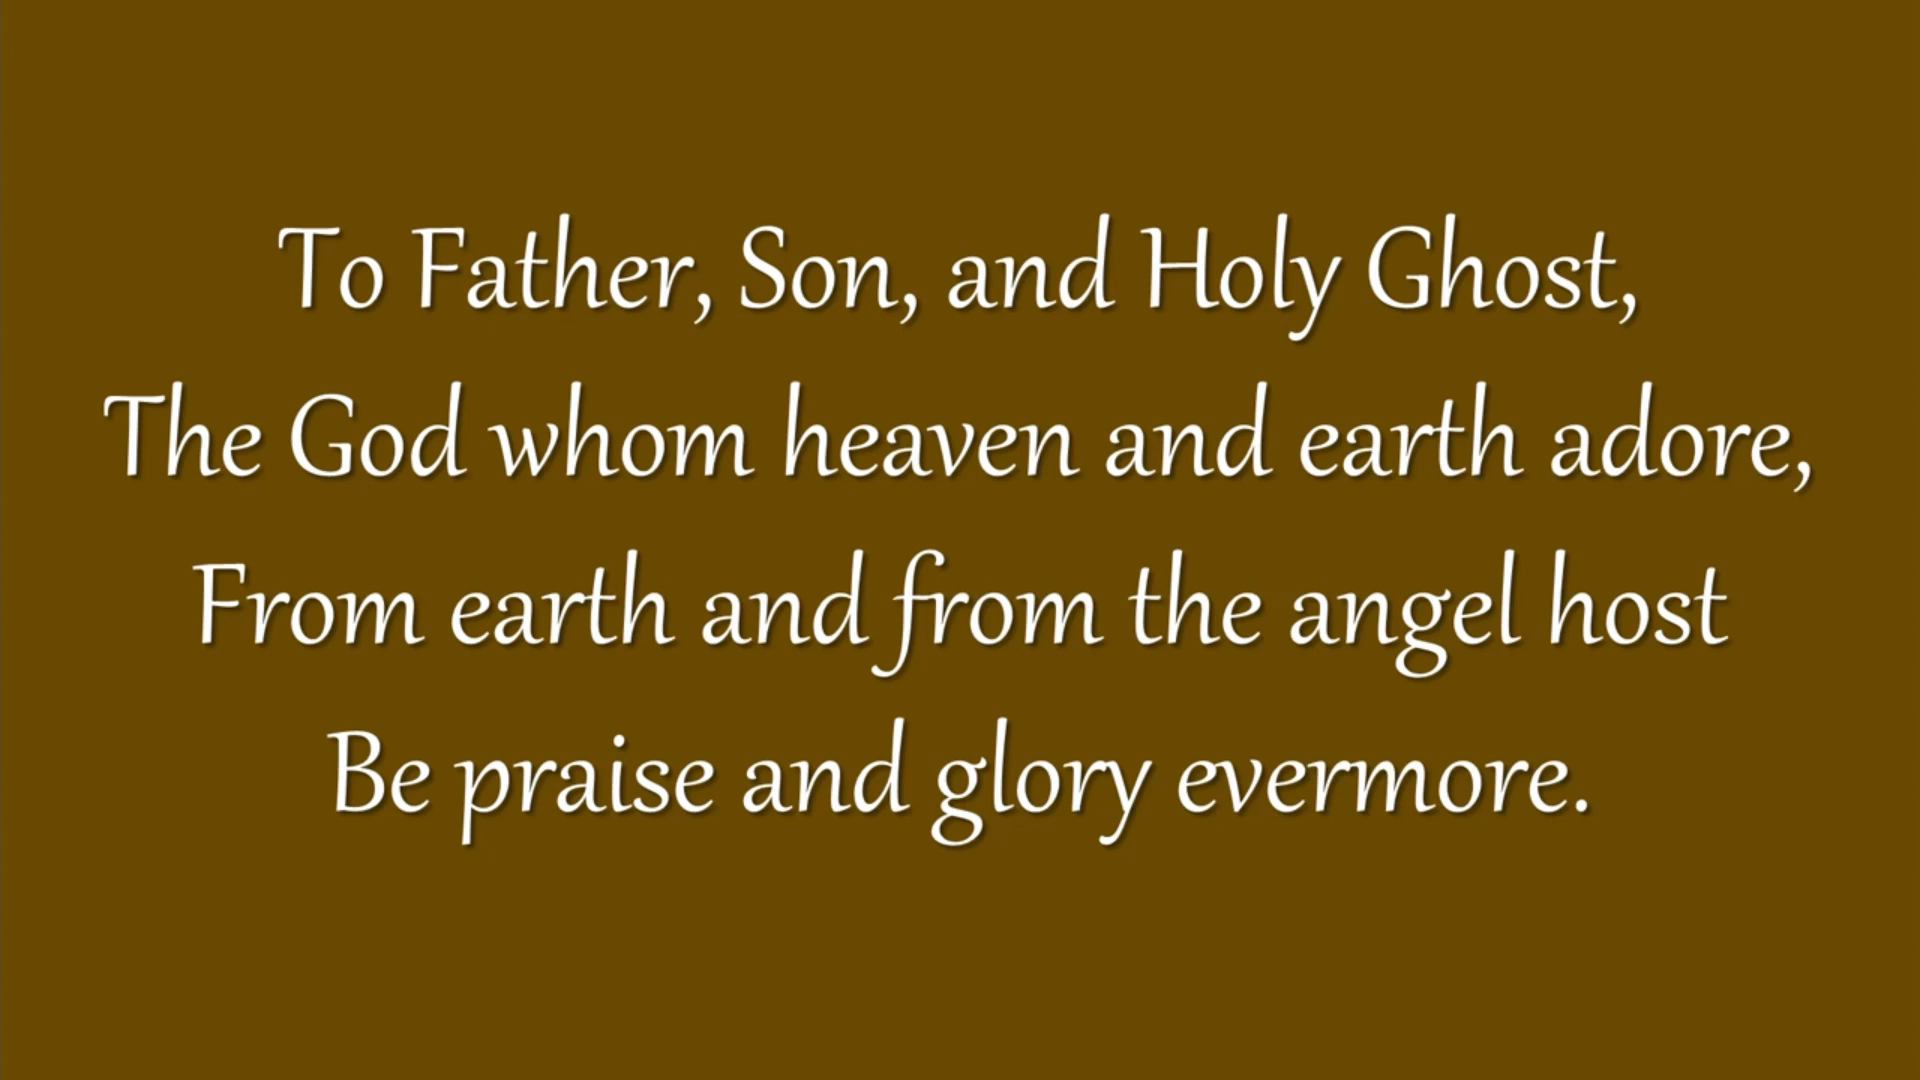 To Father, Son, and Holy Ghost,
The God whom heaven and earth adore,
From earth and from the angel host
Be praise and glory evermore.